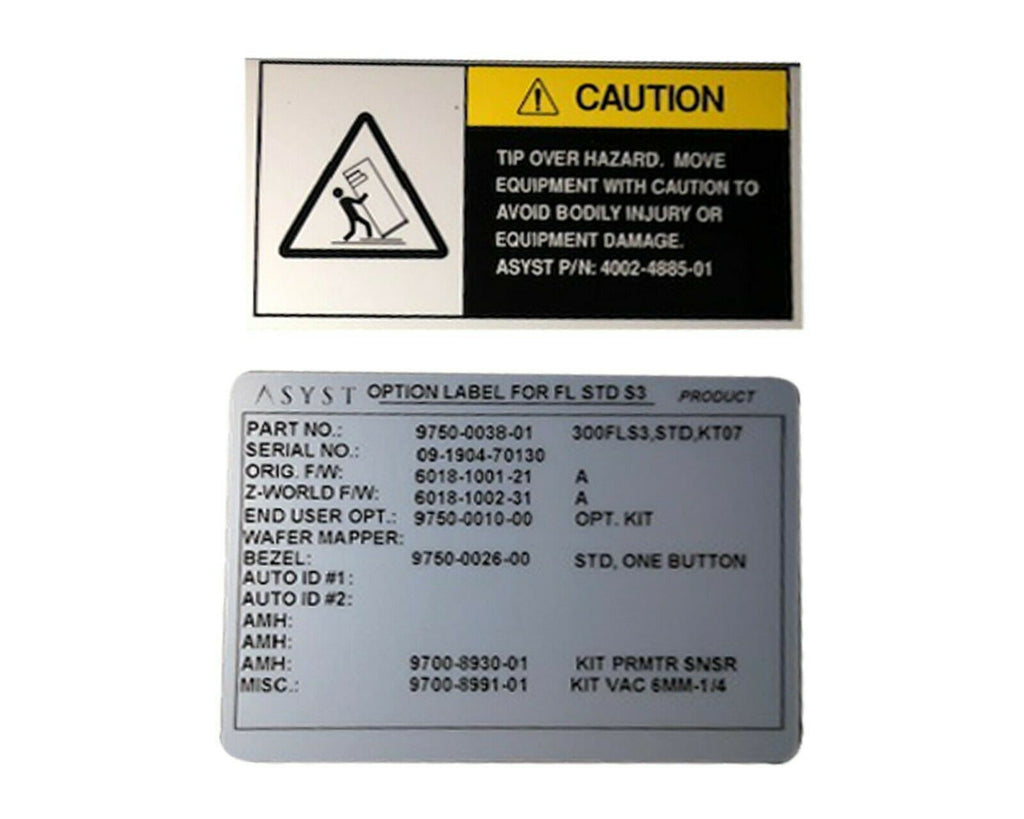 CAUTION
TIP OVER HAZARD. MOVE
EQUIPMENT WITH CAUTION TO
AVOID BODILY INJURY OR
EQUIPMENT DAMAGE.
ASYST P/N: 4002-4885-01
ASYST OPTION LABEL FOR FL STD S3 PRODUCT
PART NO.: 9750-0038-01 300FLS3,STD,KT07
SERIAL NO.: 09-1904-70130
ORIG. F/W: 6018-1001-21 A
Z-WORLD F/W: 6018-1002-31 A
END USER OPT.: 9750-0010-00 OPT. KIT
WAFER MAPPER:
BEZEL: 9750-0026-00 STD, ONE BUTTON
AUTO ID #1:
AUTO ID #2:
AMH:
AMH:
AMH: 9700-8930-01 KIT PRMTR SNSR
MISC.: 9700-8991-01 KIT VAC 6MM-1/4